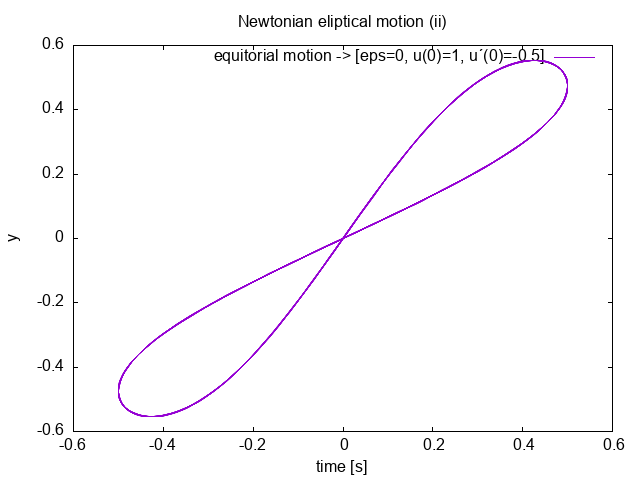 Newtonian eliptical motion (ii)
equitorial motion -> [eps=0, u(0)=1, u´(0)=-0.5]
0.6
0.4
0.2
0
-0.2
-0.4
-0.6
y
-0.6 -0.4 -0.2 0 0.2 0.4 0.6
time [s]